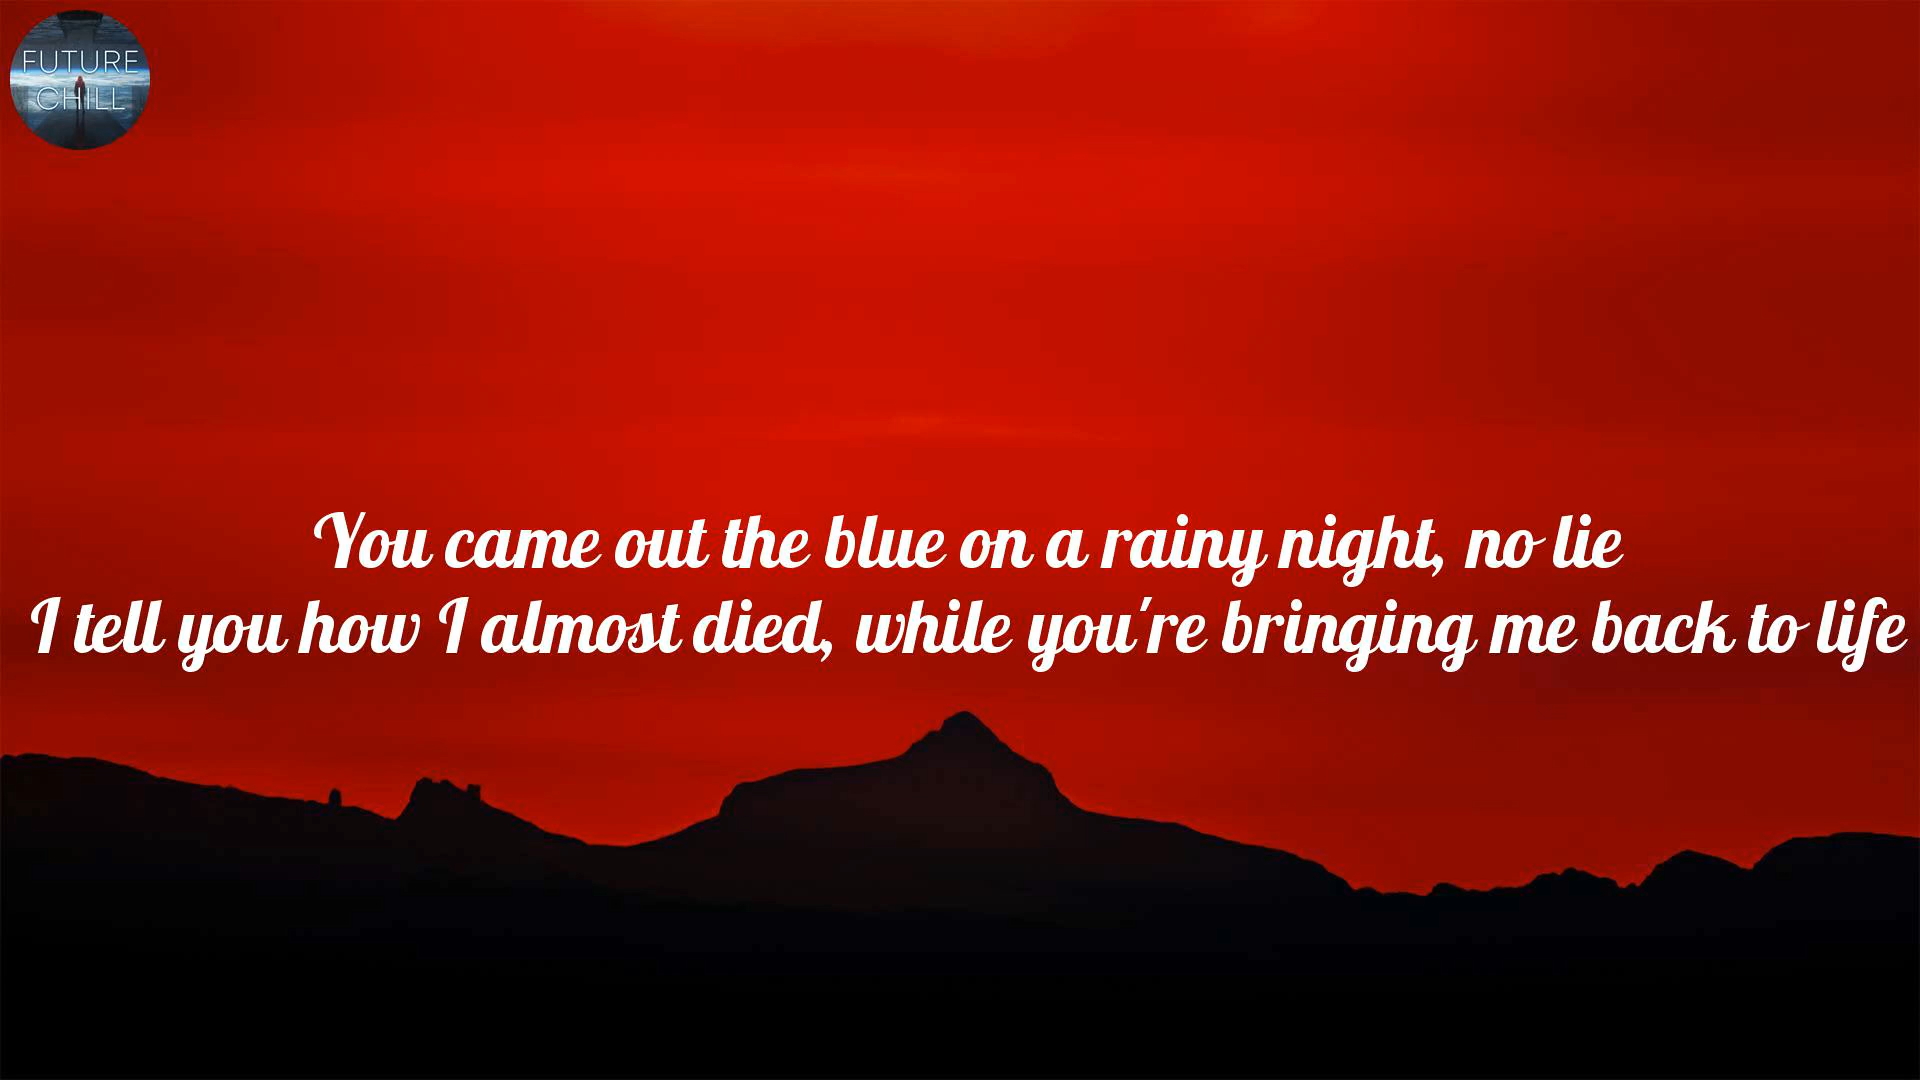 FUTURE
CHILL
You came out the blue on a rainy night, no lie
I tell you how I almost died, while you're bringing me back to life